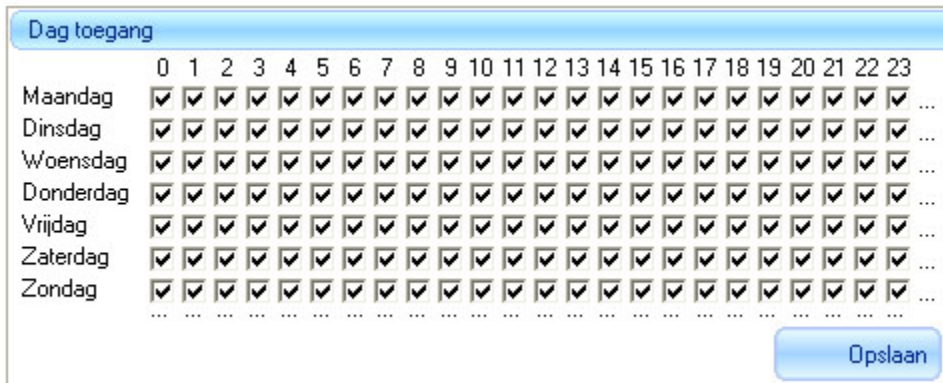 Dag toegang
0 1 2 3 4 5 6 7 8 9 10 11 12 13 14 15 16 17 18 19 20 21 22 23
Maandag ...
Dinsdag ...
Woensdag ...
Donderdag ...
Vrijdag ...
Zaterdag ...
Zondag ...
... ... ... ... ... ... ... ... ... ... ... ... ... ... ... ... ... ... ... ... ... ... ... ...
Opslaan